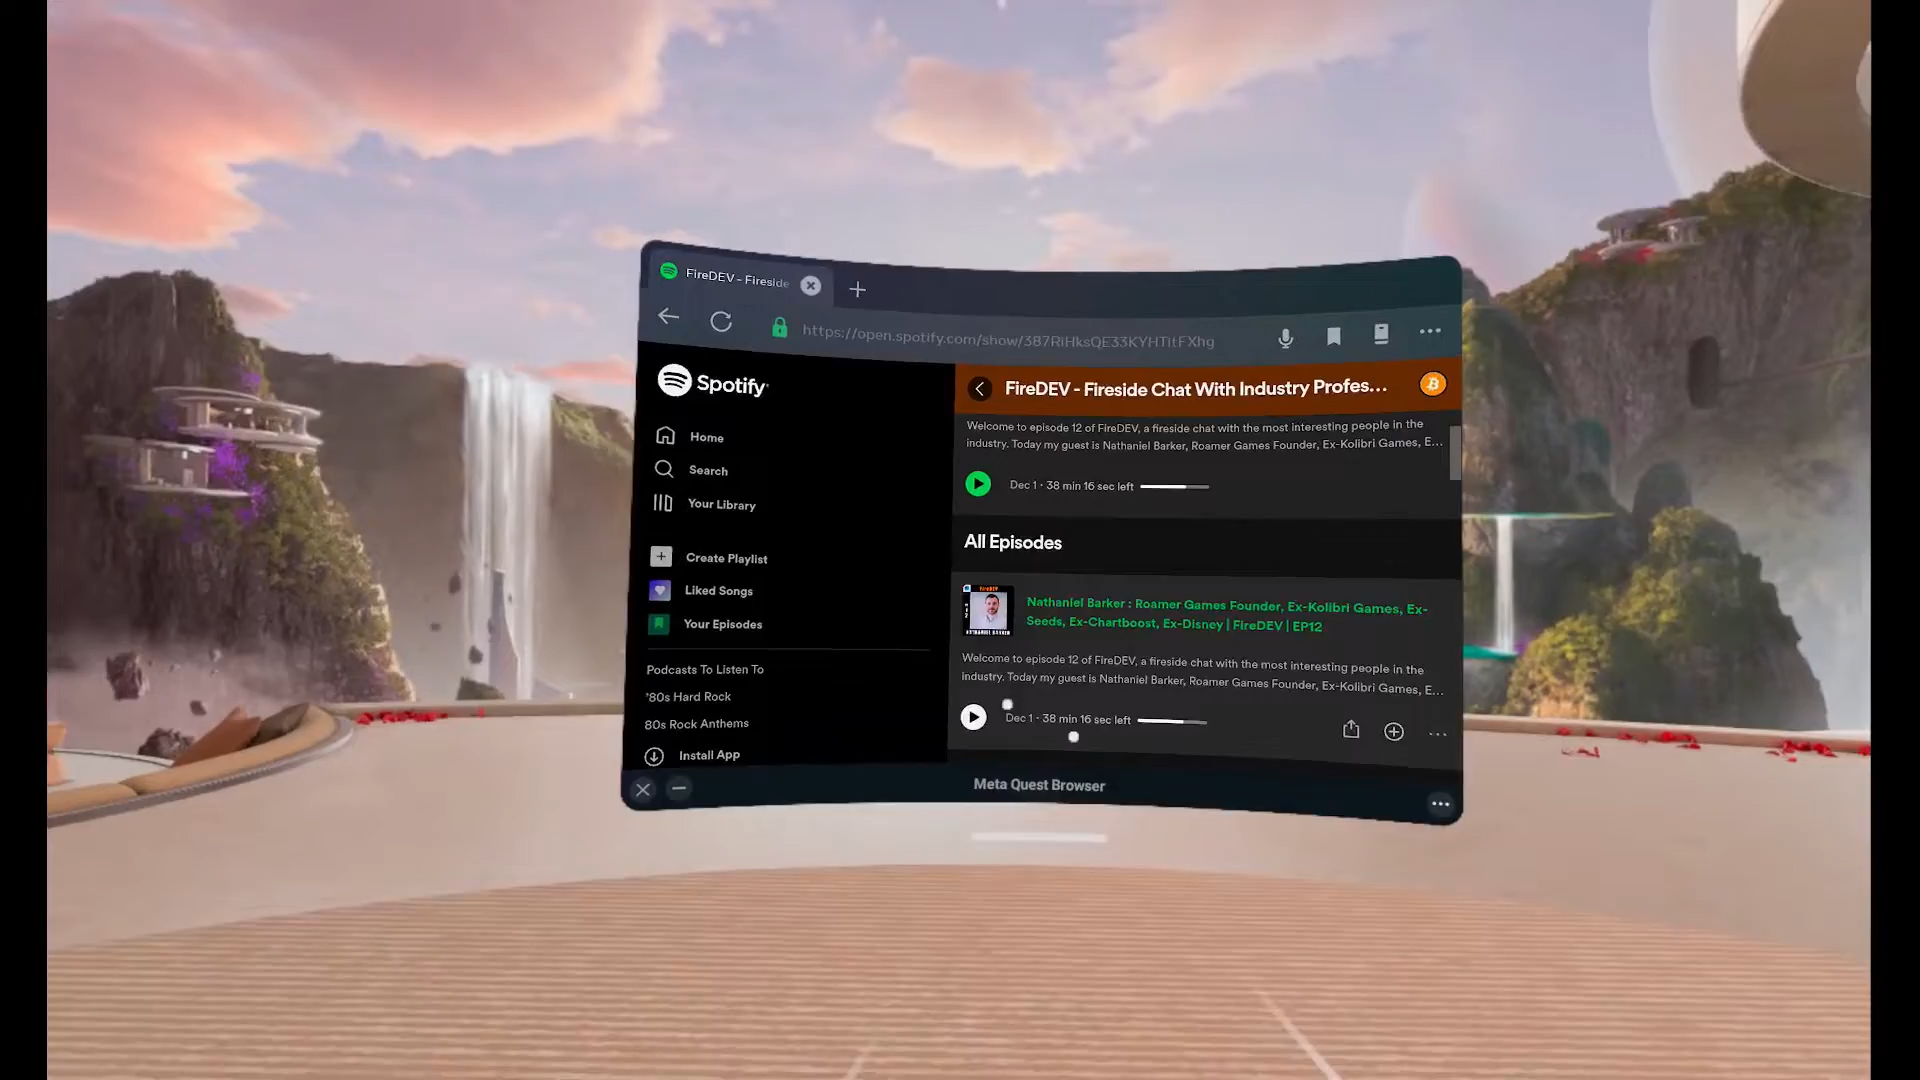 FireDEV - Fireside
https://open.spotify.com/show/387RiHksQE33KYHTitFXhg
Spotify
Home
Search
Your Library
Create Playlist
Liked Songs
Your Episodes
Podcasts To Listen To
'80s Hard Rock
80s Rock Anthems
Install App
FireDEV - Fireside Chat With Industry Profes...
Welcome to episode 12 of FireDEV, a fireside chat with the most interesting people in the
industry. Today my guest is Nathaniel Barker, Roamer Games Founder, Ex-Kolibri Games, E...
Dec 1 · 38 min 16 sec left
All Episodes
Nathaniel Barker : Roamer Games Founder, Ex-Kolibri Games, Ex-
Seeds, Ex-Chartboost, Ex-Disney | FireDEV | EP12
FireDEV
NATHANIEL BARKER
Welcome to episode 12 of FireDEV, a fireside chat with the most interesting people in the
industry. Today my guest is Nathaniel Barker, Roamer Games Founder, Ex-Kolibri Games, E...
Dec 1 · 38 min 16 sec left
Meta Quest Browser